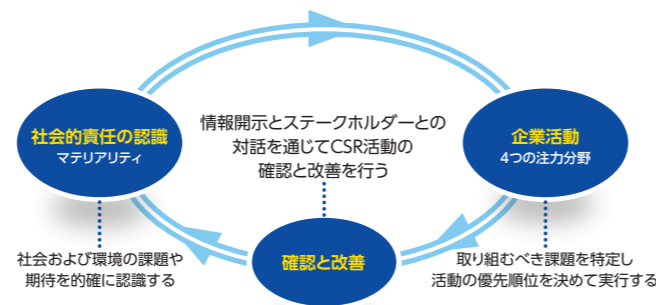 社会的責任の認識
マテリアリティ
社会および環境の課題や
期待を的確に認識する
情報開示とステークホルダーとの
対話を通じてCSR活動の
確認と改善を行う
確認と改善
企業活動
4つの注力分野
取り組むべき課題を特定し
活動の優先順位を決めて実行する